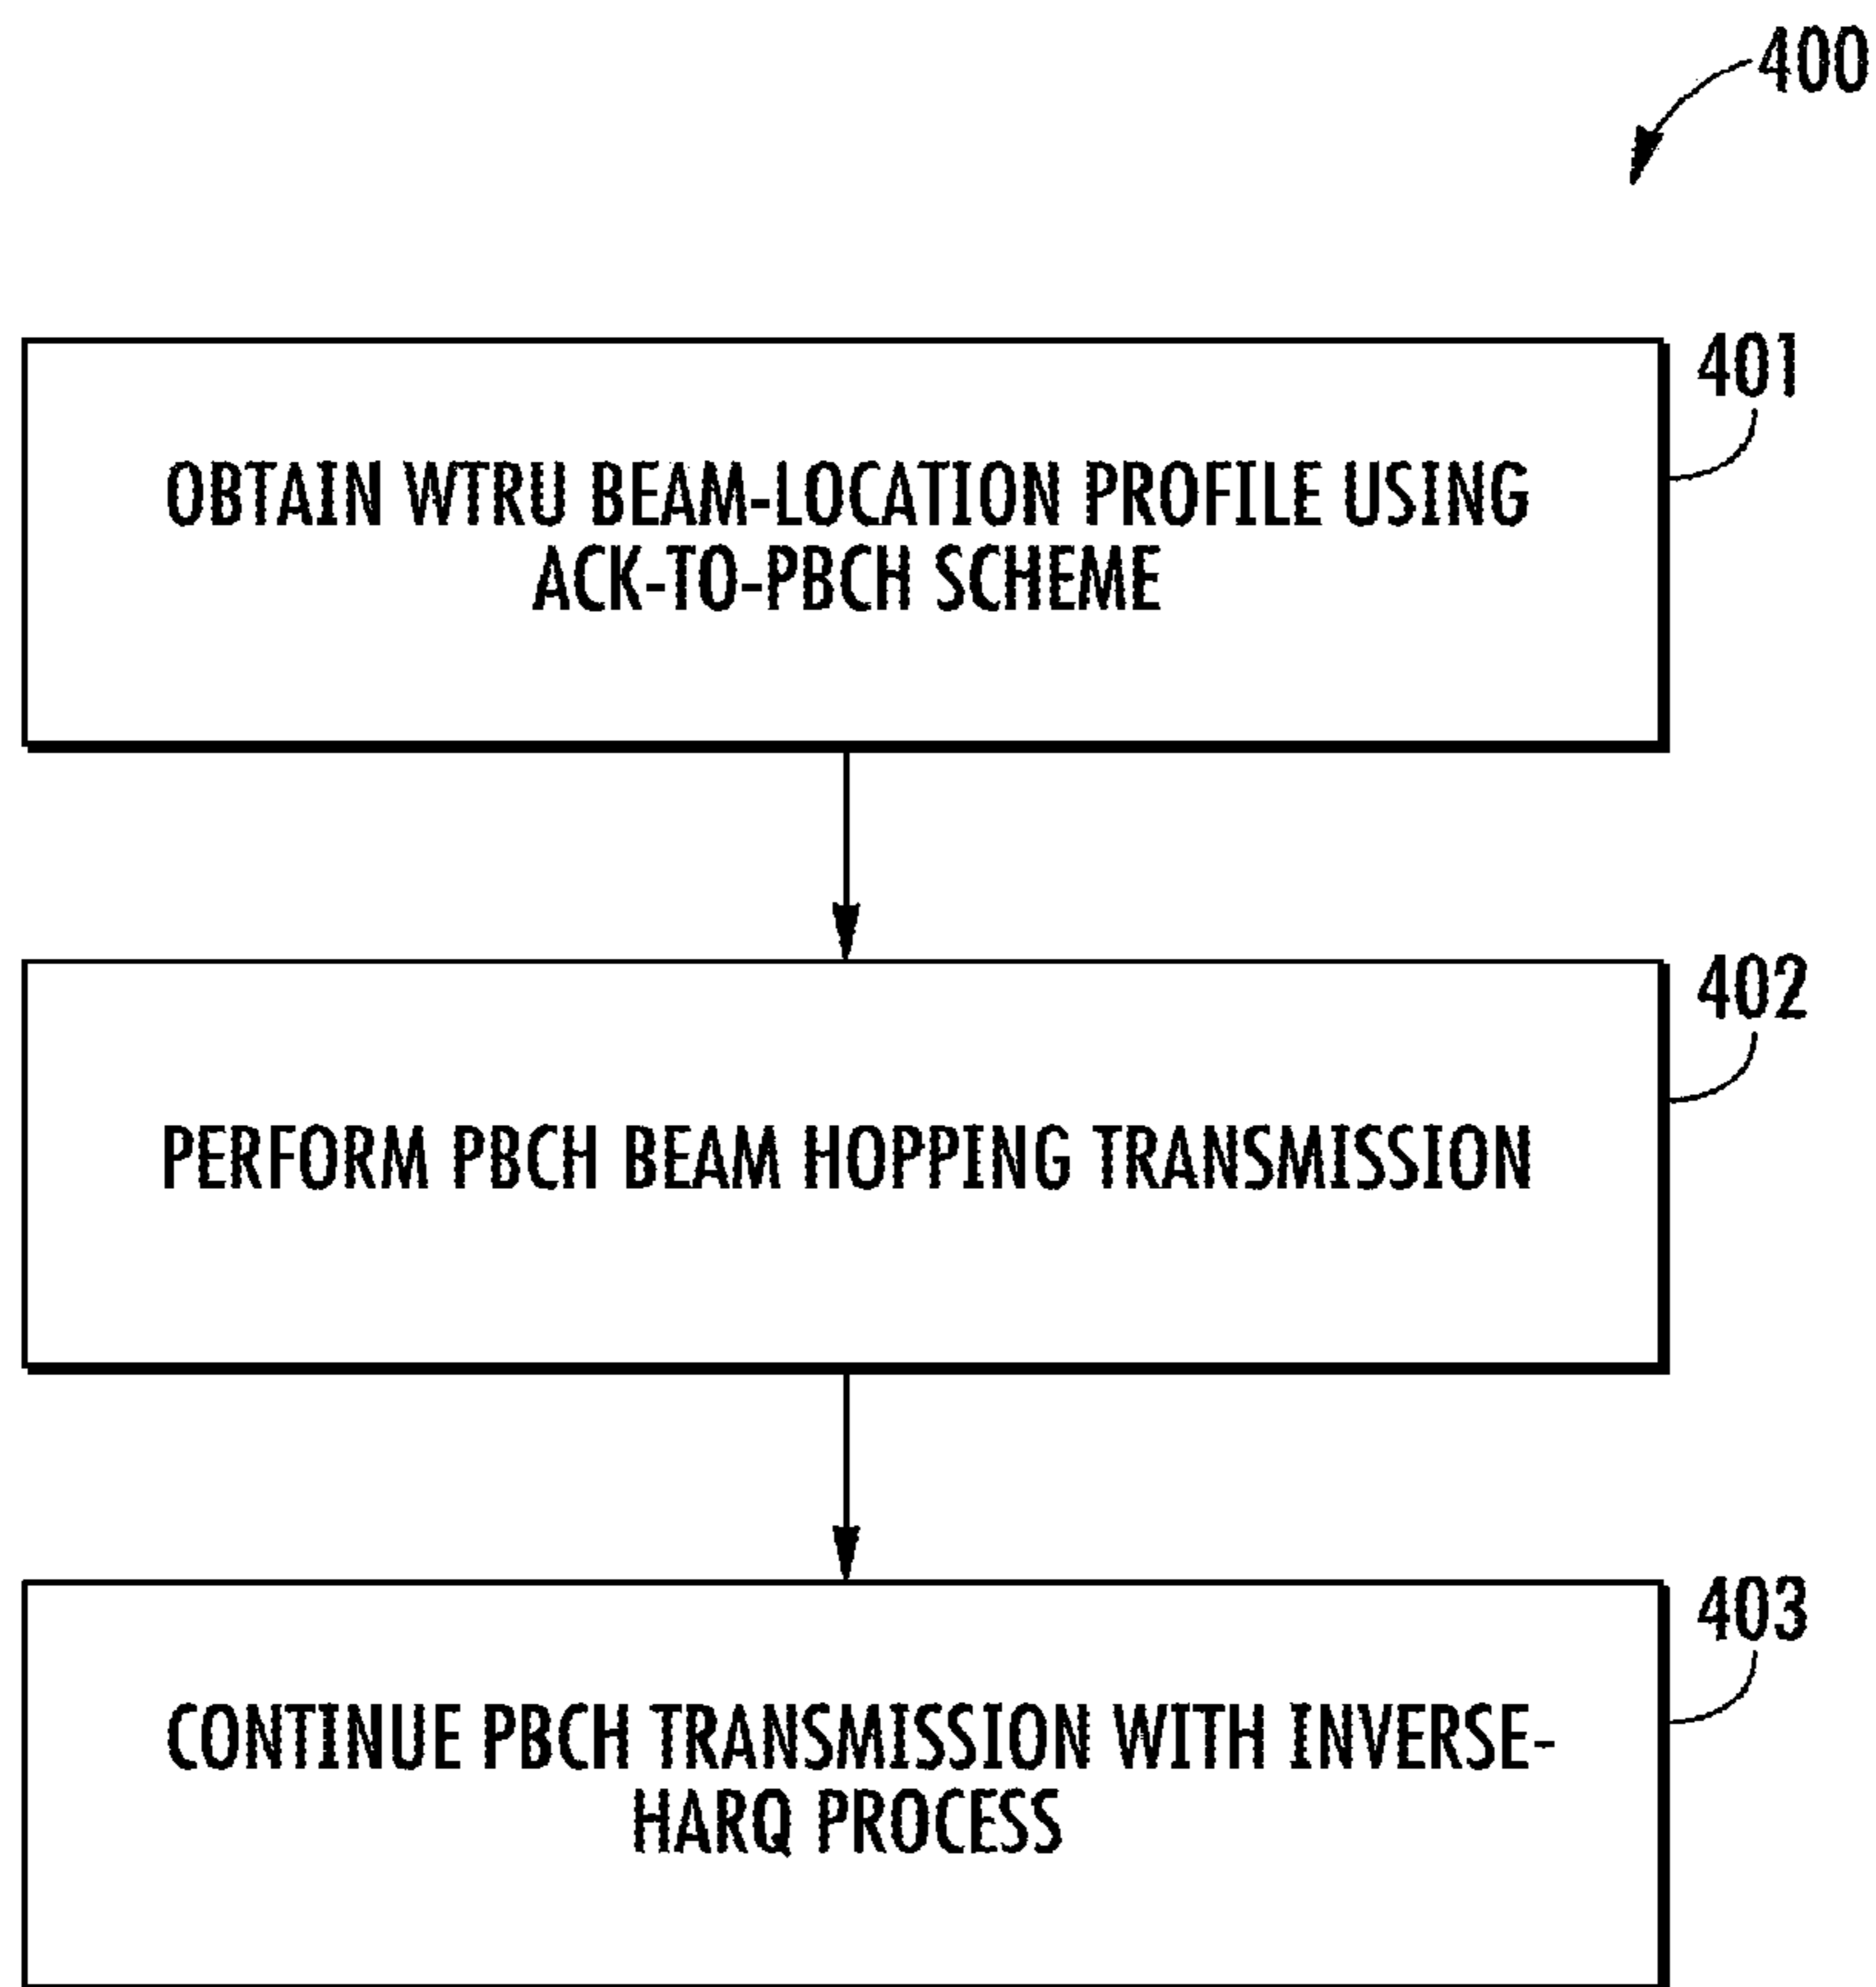 400
401
OBTAIN WTRU BEAM-LOCATION PROFILE USING
ACK-TO-PBCH SCHEME
402
PERFORM PBCH BEAM HOPPING TRANSMISSION
403
CONTINUE PBCH TRANSMISSION WITH INVERSE-
HARQ PROCESS